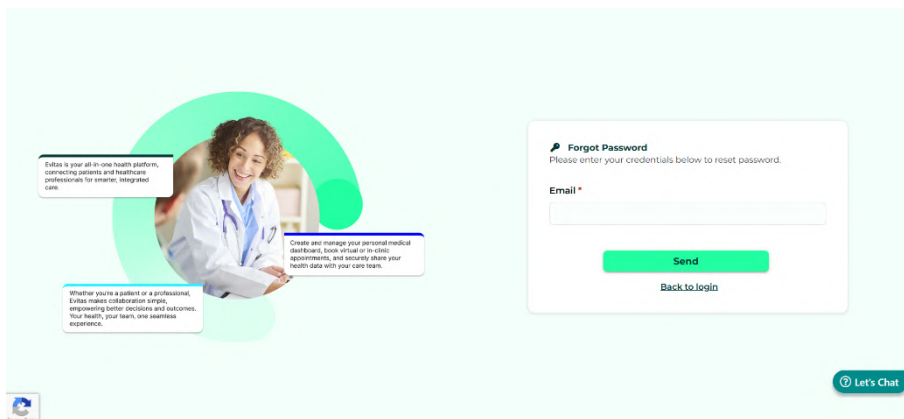 Evitas is your all-in-one health platform,
connecting patients and healthcare
professionals for smarter, integrated
care.
Create and manage your personal medical
dashboard, book virtual or in-clinic
appointments, and securely share your
health data with your care team.
Whether you're a patient or a professional,
Evitas makes collaboration simple,
empowering better decisions and outcomes.
Your health, your team, one seamless
experience.
Forgot Password
Please enter your credentials below to reset password.
Email *
Send
Back to login
Let's Chat